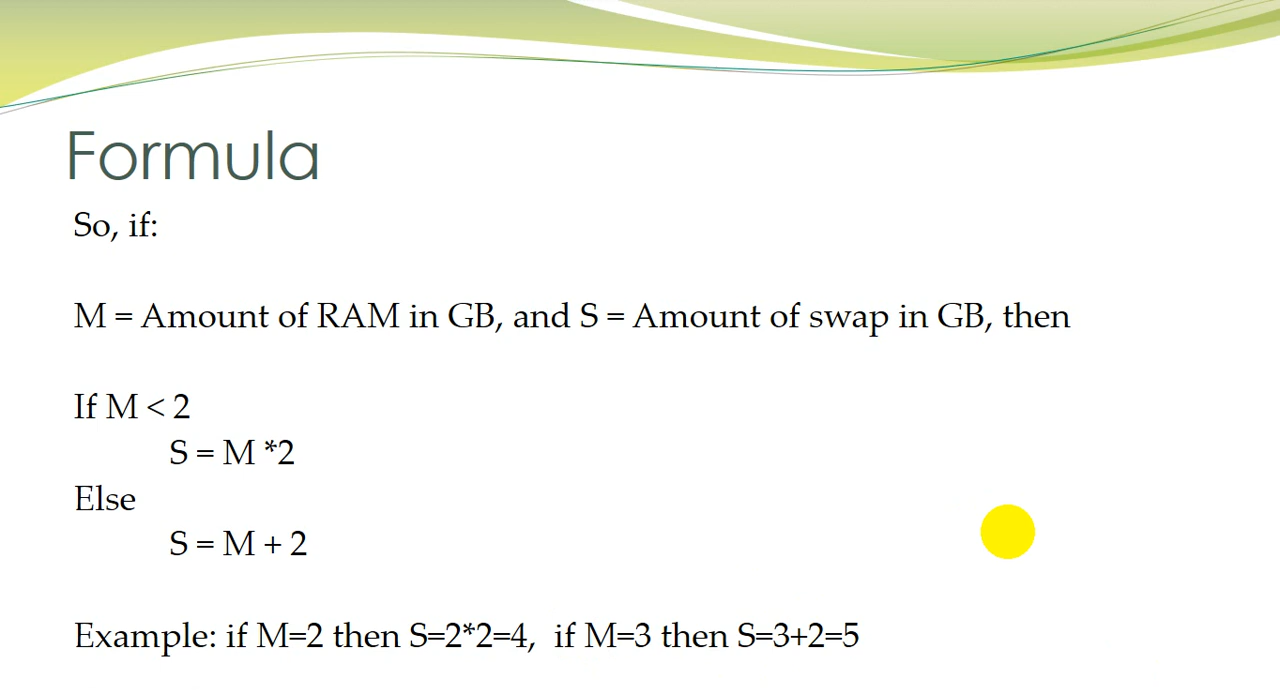 Formula
So, if:
M = Amount of RAM in GB, and S = Amount of swap in GB, then
If M < 2
S = M *2
Else
S = M + 2
Example: if M=2 then S=2*2=4,  if M=3 then S=3+2=5